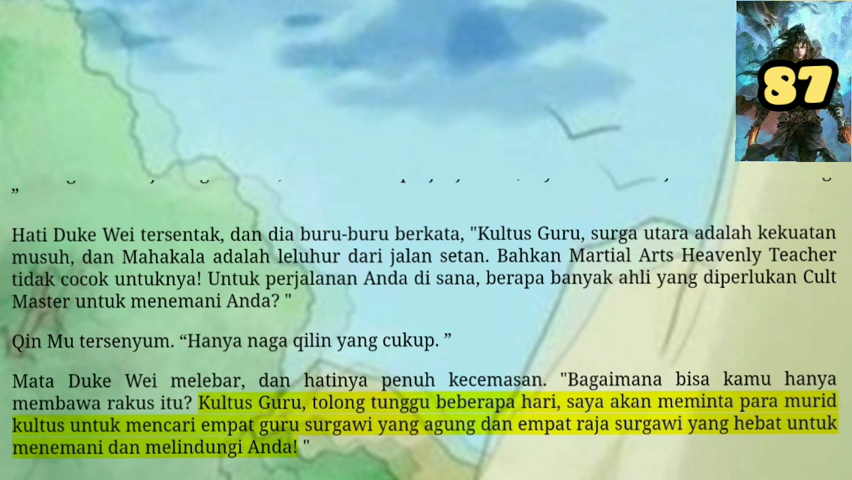 87
”
Hati Duke Wei tersentak, dan dia buru-buru berkata, "Kultus Guru, surga utara adalah kekuatan
musuh, dan Mahakala adalah leluhur dari jalan setan. Bahkan Martial Arts Heavenly Teacher
tidak cocok untuknya! Untuk perjalanan Anda di sana, berapa banyak ahli yang diperlukan Cult
Master untuk menemani Anda? "
Qin Mu tersenyum. “Hanya naga qilin yang cukup. ”
Mata Duke Wei melebar, dan hatinya penuh kecemasan. "Bagaimana bisa kamu hanya
membawa rakus itu? Kultus Guru, tolong tunggu beberapa hari, saya akan meminta para murid
kultus untuk mencari empat guru surgawi yang agung dan empat raja surgawi yang hebat untuk
menemani dan melindungi Anda! "